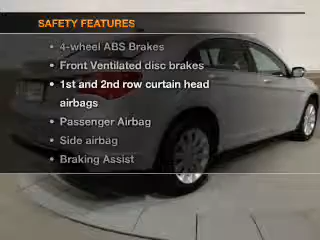 SAFETY FEATURES
• 4-wheel ABS Brakes
• Front Ventilated disc brakes
• 1st and 2nd row curtain head
airbags
• Passenger Airbag
• Side airbag
• Braking Assist